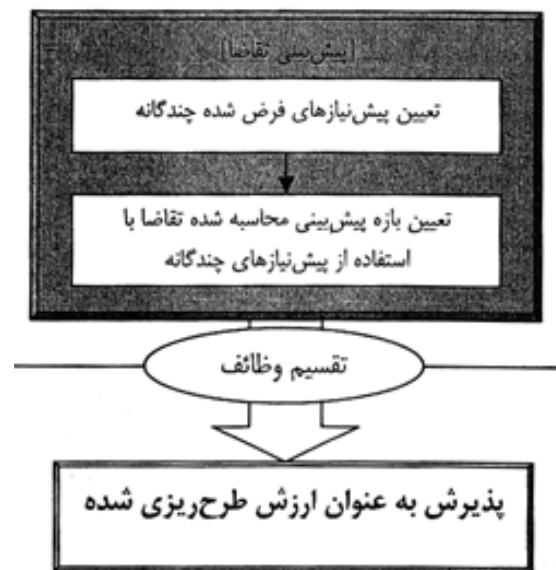 [پیش‌بینی تقاضا]
تعیین پیش‌نیازهای فرض شده چندگانه
تعیین بازه پیش‌بینی محاسبه شده تقاضا با
استفاده از پیش‌نیازهای چندگانه
تقسیم وظائف
پذیرش به عنوان ارزش طرح‌ریزی شده